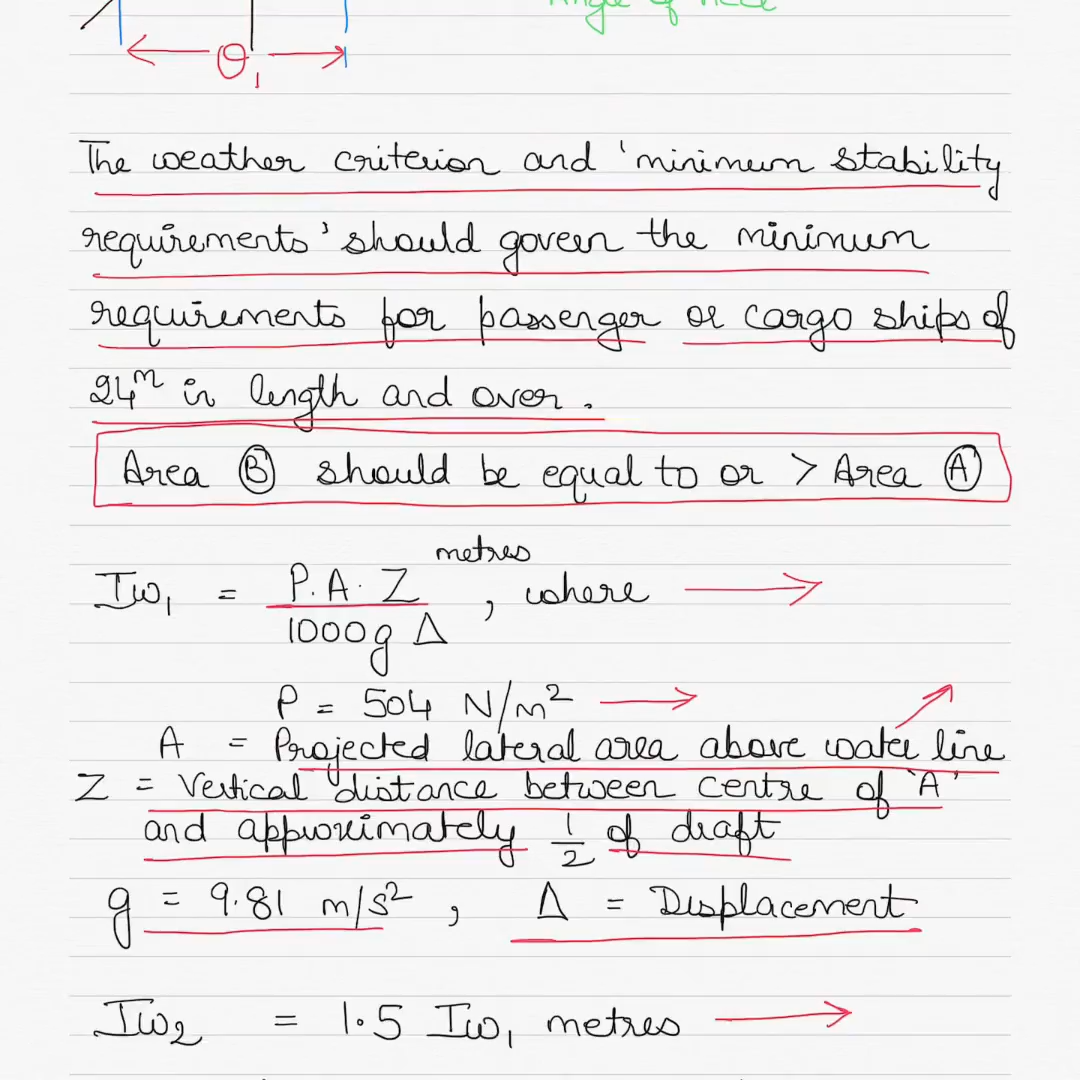 Angle of Heel
θ₁
The weather criterion and 'minimum stability
requirements' should govern the minimum
requirements for passenger or cargo ships of
24ᵐ in length and over.
Area Ⓑ should be equal to or > Area Ⓐ
Iw₁ = P.A.Z / 1000g Δ metres, where
P = 504 N/m²
A = Projected lateral area above water line
Z = Vertical distance between centre of 'A'
and approximately 1/2 of draft
g = 9.81 m/s², Δ = Displacement
Iw₂ = 1.5 Iw₁ metres